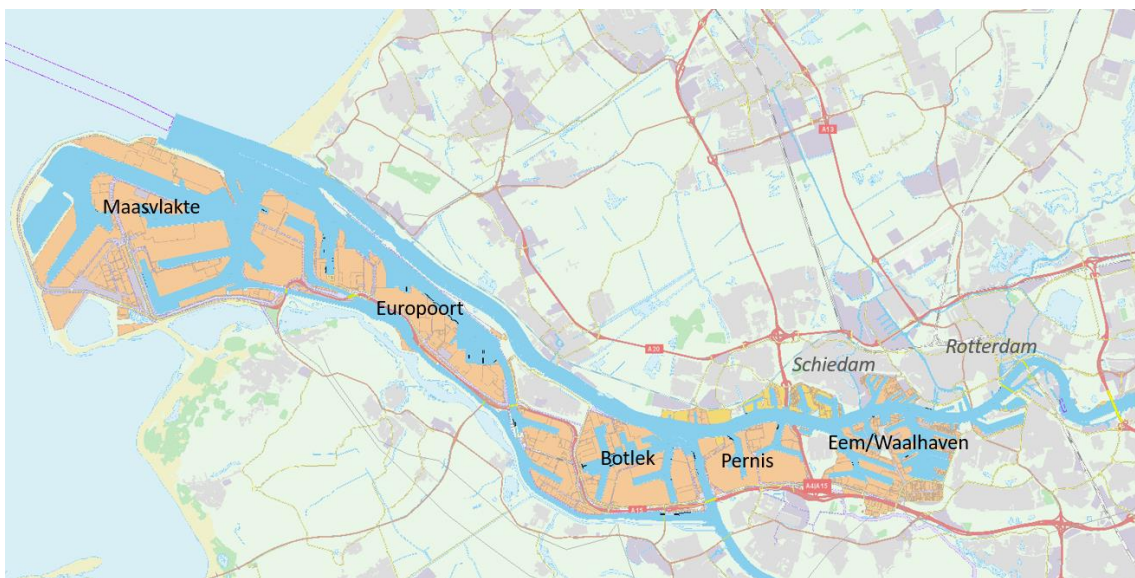 A13
Maasvlakte
Europoort
A20
Schiedam
Rotterdam
Botlek
Pernis
Eem/Waalhaven
A4/A15
A15